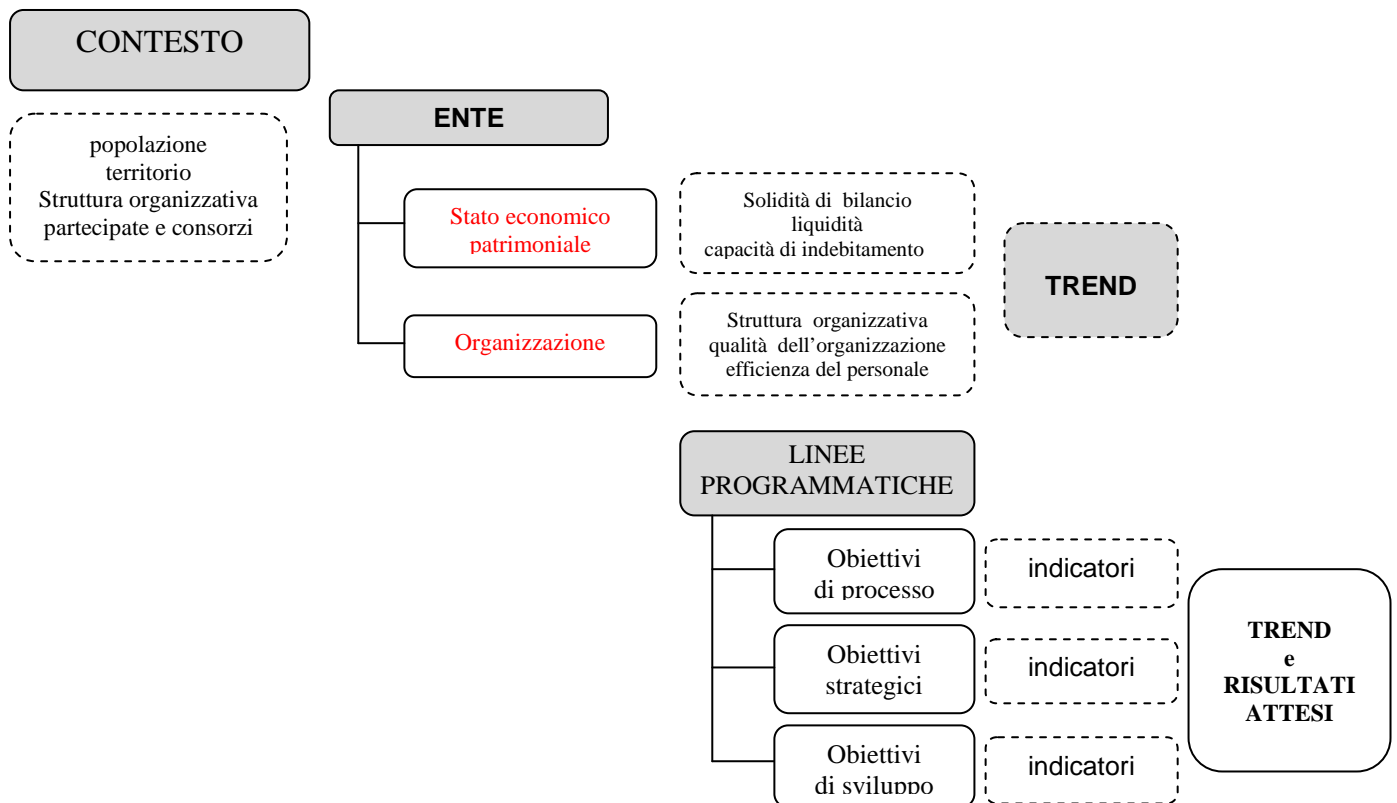 CONTESTO
popolazione
territorio
Struttura organizzativa
partecipate e consorzi
ENTE
Stato economico
patrimoniale
Solidità di bilancio
liquidità
capacità di indebitamento
TREND
Organizzazione
Struttura organizzativa
qualità dell’organizzazione
efficienza del personale
LINEE
PROGRAMMATICHE
Obiettivi
di processo
indicatori
Obiettivi
strategici
indicatori
Obiettivi
di sviluppo
indicatori
TREND
e
RISULTATI
ATTESI